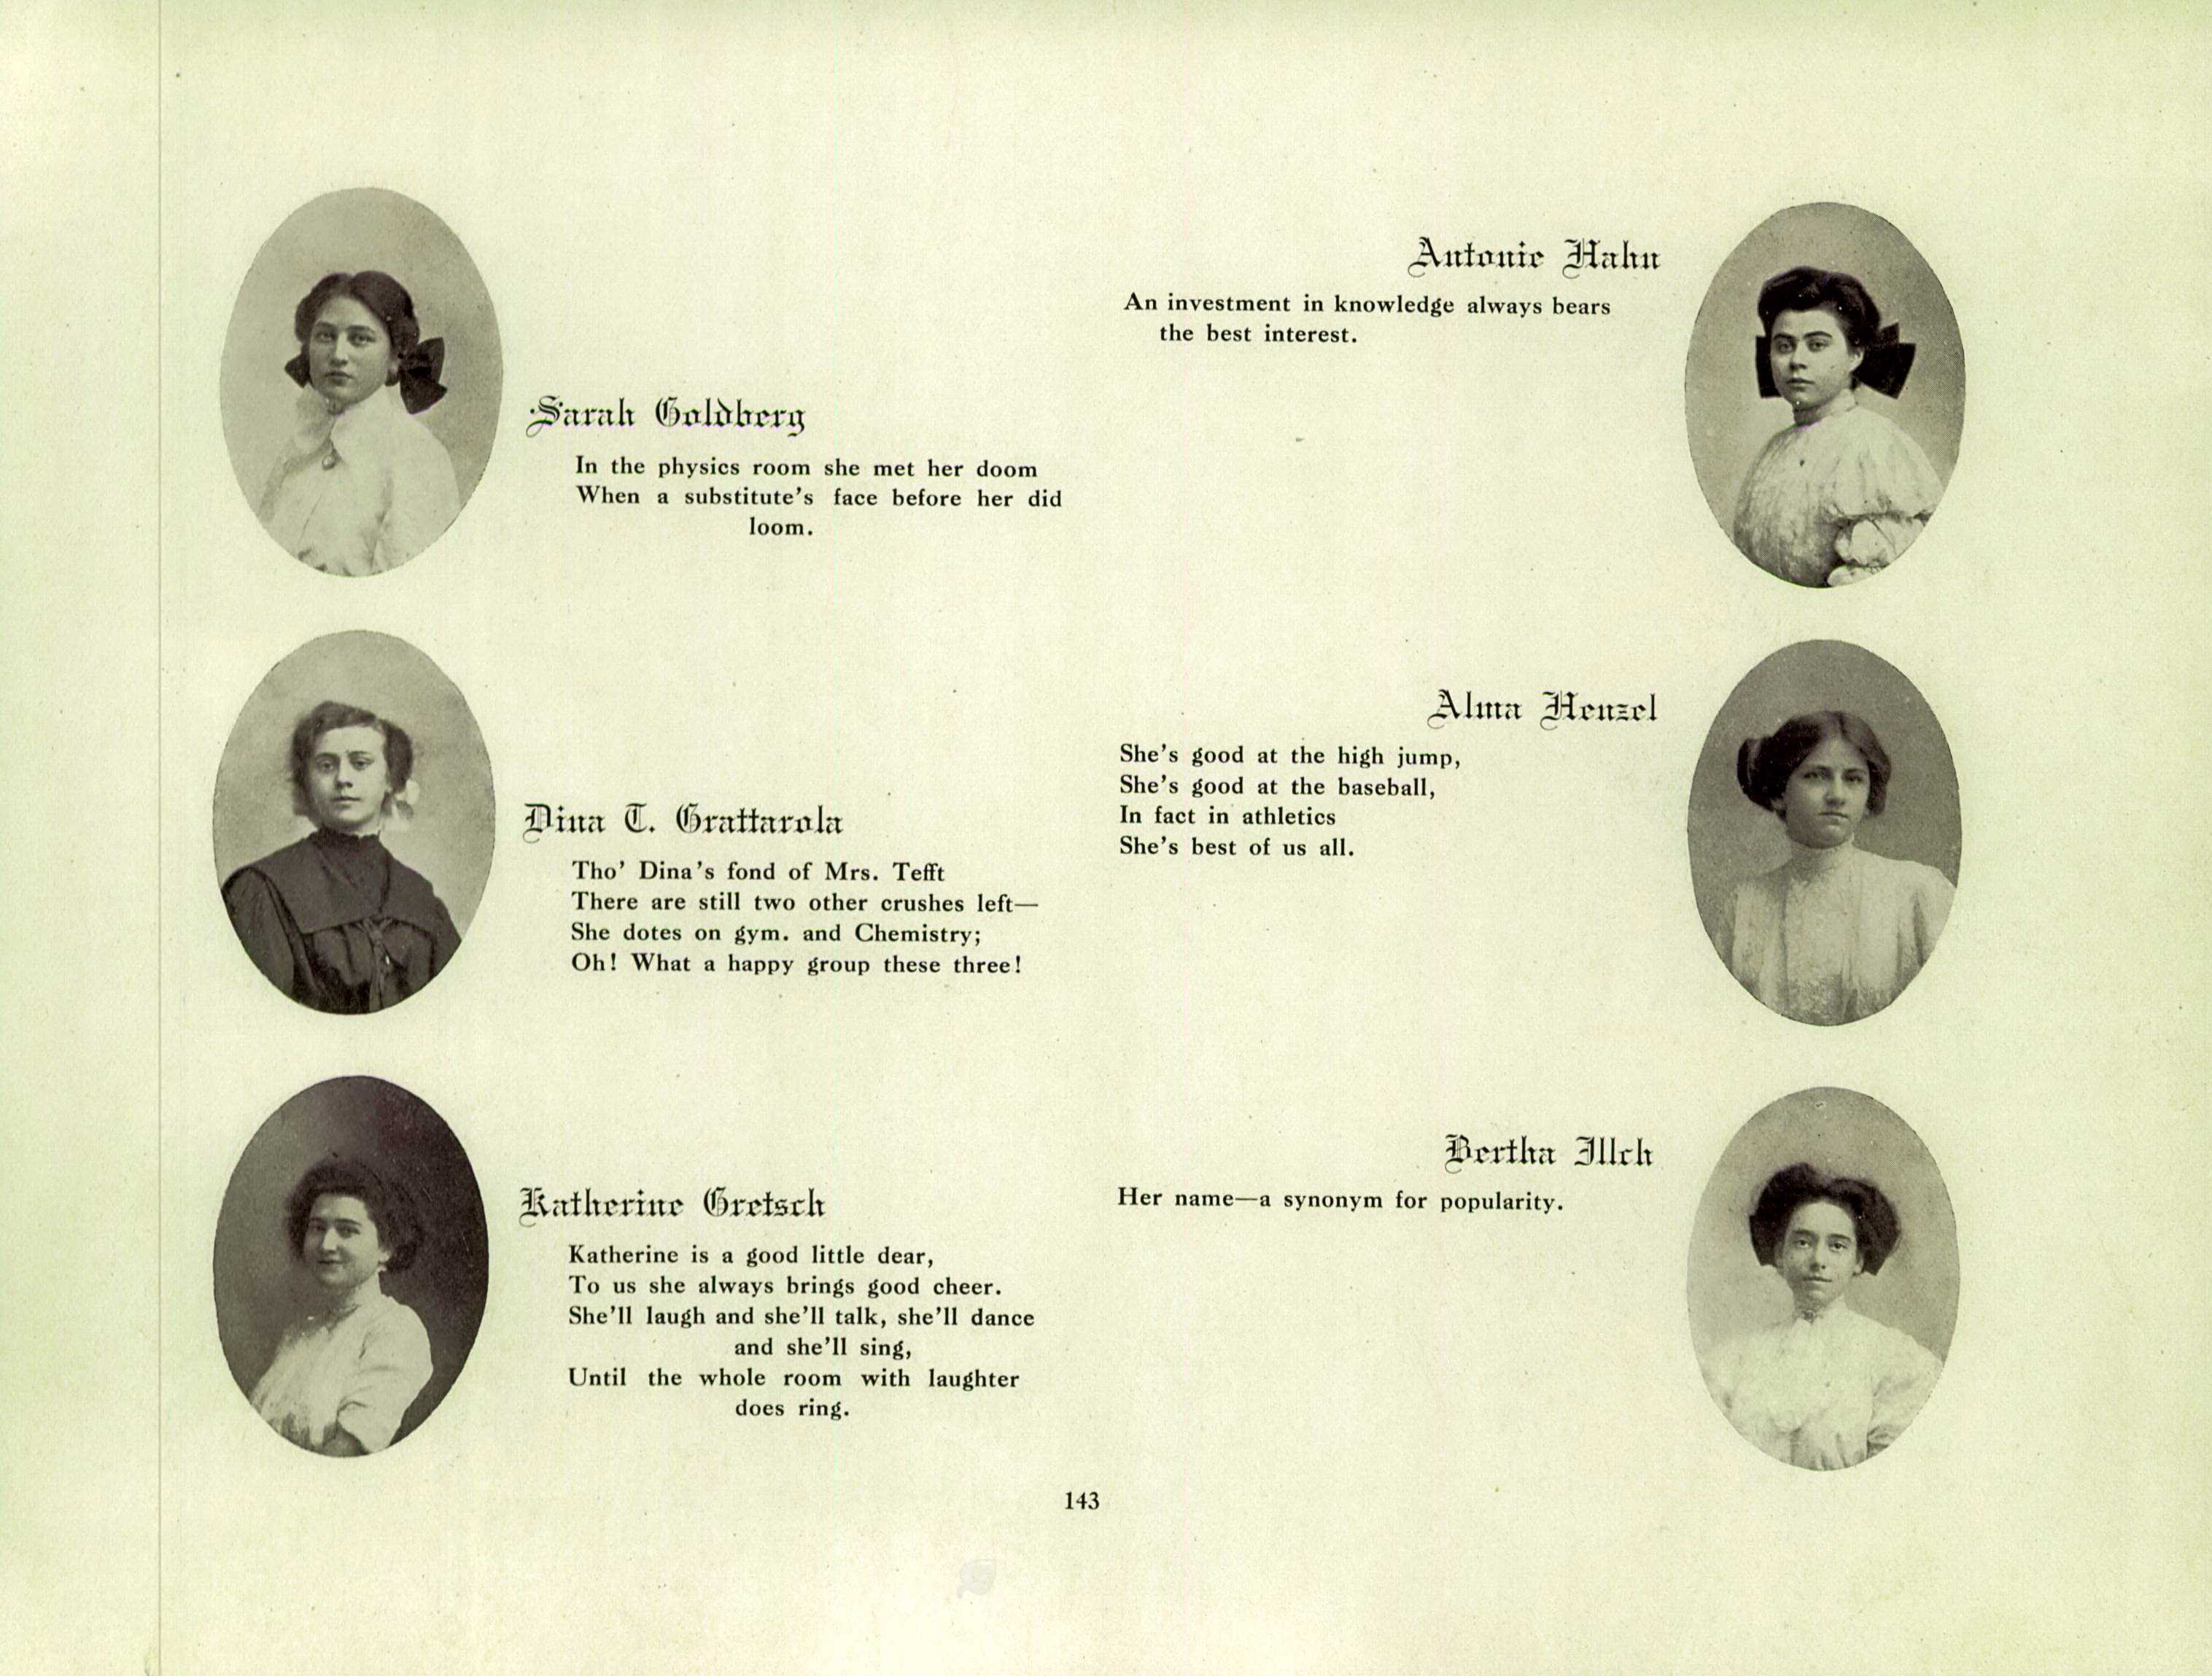 Sarah Goldberg
In the physics room she met her doom
When a substitute's face before her did
loom.
Dina T. Grattarola
Tho' Dina's fond of Mrs. Tefft
There are still two other crushes left—
She dotes on gym. and Chemistry;
Oh! What a happy group these three!
Katherine Gretsch
Katherine is a good little dear,
To us she always brings good cheer.
She'll laugh and she'll talk, she'll dance
and she'll sing,
Until the whole room with laughter
does ring.
Antonie Hahn
An investment in knowledge always bears
the best interest.
Alma Henzel
She's good at the high jump,
She's good at the baseball,
In fact in athletics
She's best of us all.
Bertha Illch
Her name—a synonym for popularity.
143